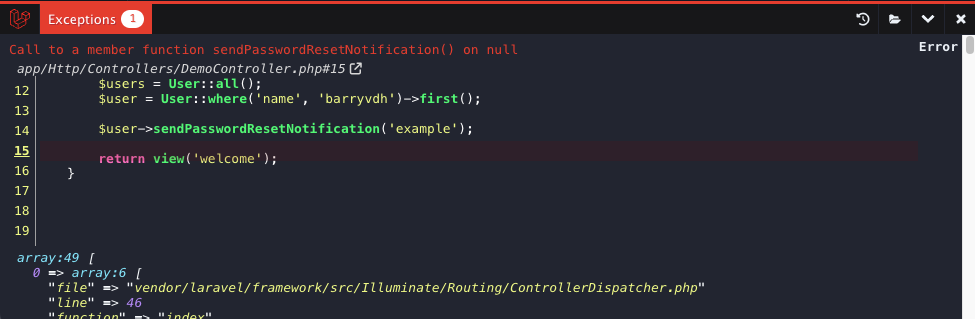 Exceptions 1
Call to a member function sendPasswordResetNotification() on null
Error
app/Http/Controllers/DemoController.php#15
12 $users = User::all();
13 $user = User::where('name', 'barryvdh')->first();
14 $user->sendPasswordResetNotification('example');
15
16 return view('welcome');
17 }
18
19
array:49 [
0 => array:6 [
"file" => "vendor/laravel/framework/src/Illuminate/Routing/ControllerDispatcher.php"
"line" => 46
"function" => "index"